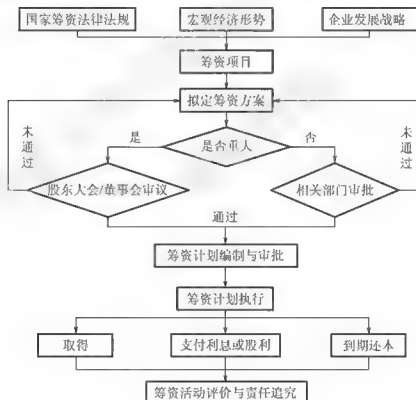 国家筹资法律法规 宏观经济形势 企业发展战略
筹资项目
拟定筹资方案
未通过 是 是否重大 否 未通过
股东大会/董事会审议 相关部门审批
通过
筹资计划编制与审批
筹资计划执行
取得 支付利息或股利 到期还本
筹资活动评价与责任追究